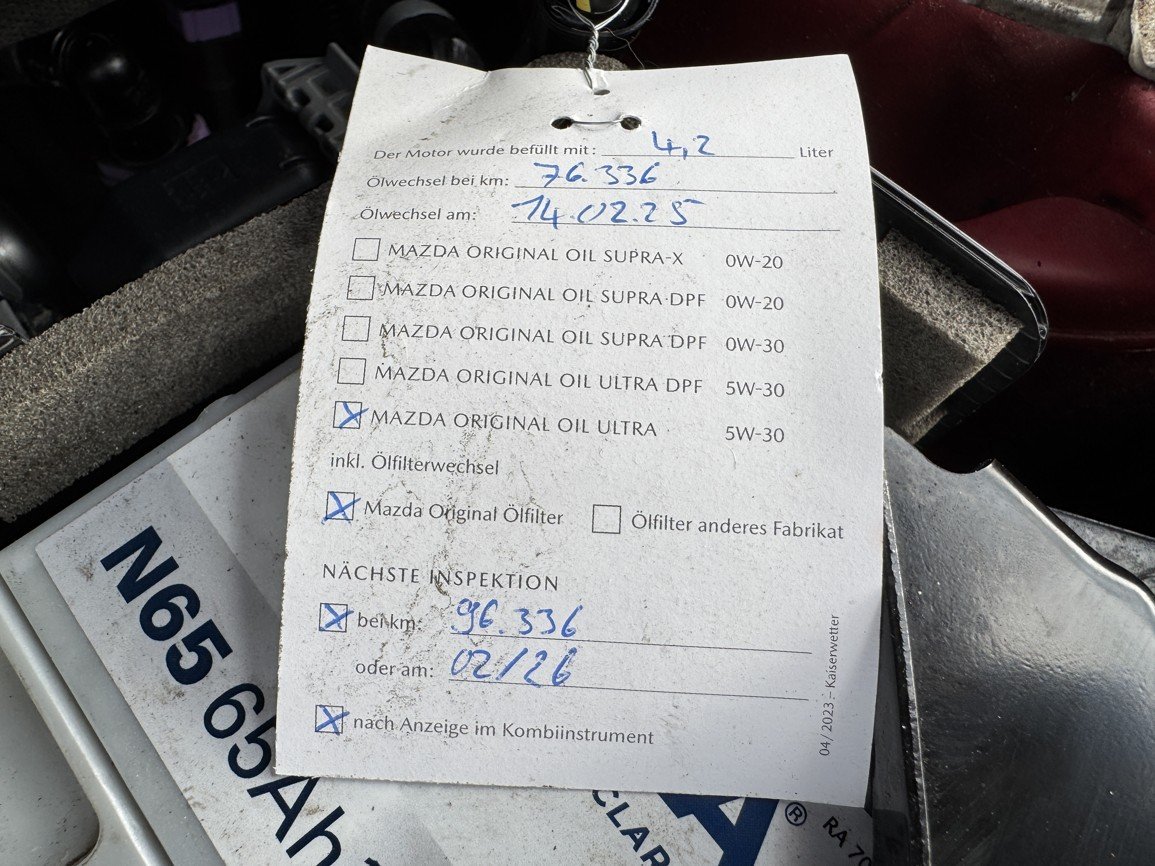 Der Motor wurde befüllt mit: 4,2 Liter
Ölwechsel bei km: 76.336
Ölwechsel am: 14.02.25
MAZDA ORIGINAL OIL SUPRA-X 0W-20
MAZDA ORIGINAL OIL SUPRA DPF 0W-20
MAZDA ORIGINAL OIL SUPRA DPF 0W-30
MAZDA ORIGINAL OIL ULTRA DPF 5W-30
MAZDA ORIGINAL OIL ULTRA 5W-30
inkl. Ölfilterwechsel
Mazda Original Ölfilter Ölfilter anderes Fabrikat
NÄCHSTE INSPEKTION
bei km: 96.336
oder am: 02/26
nach Anzeige im Kombiinstrument
04/2023 – Kaiserwetter
N65 65Ah